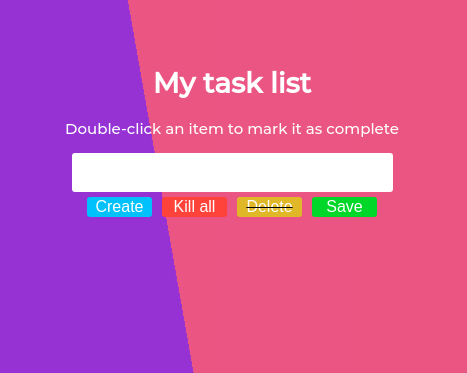 My task list
Double-click an item to mark it as complete
Create Kill all Delete Save